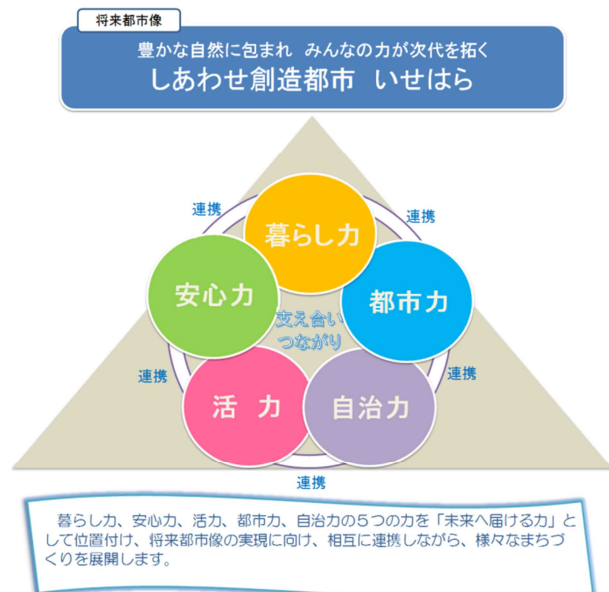 将来都市像
豊かな自然に包まれ みんなの力が次代を拓く
しあわせ創造都市 いせはら
連携
連携
暮らし力
安心力
都市力
支え合い
つながり
連携
連携
活 力
自治力
連携
暮らし力、安心力、活力、都市力、自治力の5つの力を「未来へ届ける力」と
して位置付け、将来都市像の実現に向け、相互に連携しながら、様々なまちづ
くりを展開します。